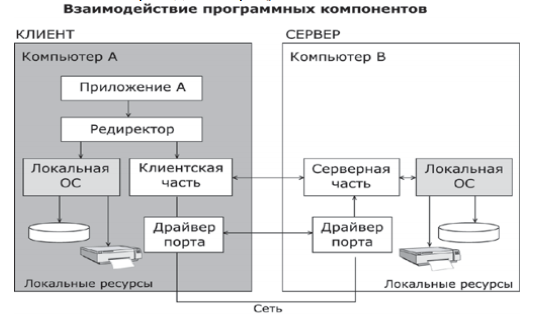 Взаимодействие программных компонентов
КЛИЕНТ
СЕРВЕР
Компьютер А
Компьютер В
Приложение А
Редиректор
Локальная
ОС
Клиентская
часть
Серверная
часть
Локальная
ОС
Драйвер
порта
Драйвер
порта
Локальные ресурсы
Локальные ресурсы
Сеть